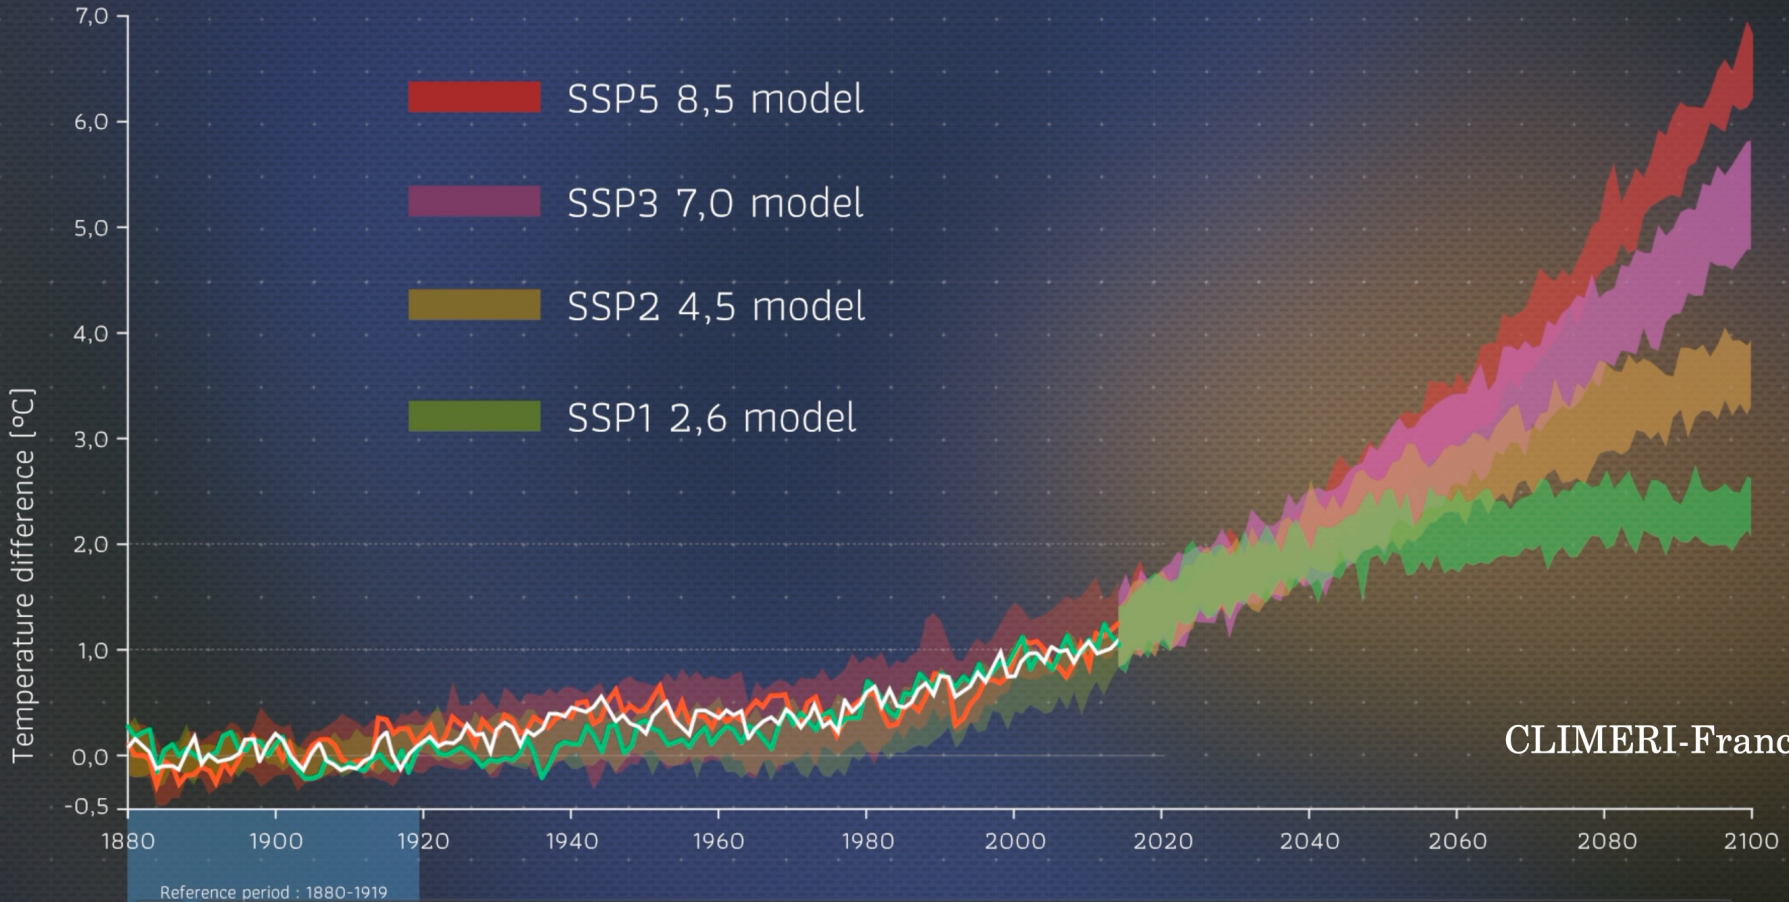 7,0
6,0
5,0
4,0
3,0
2,0
1,0
0,0
-0,5
Temperature difference [ºC]
SSP5 8,5 model
SSP3 7,0 model
SSP2 4,5 model
SSP1 2,6 model
CLIMERI-Franc
1880 1900 1920 1940 1960 1980 2000 2020 2040 2060 2080 2100
Reference period : 1880-1919